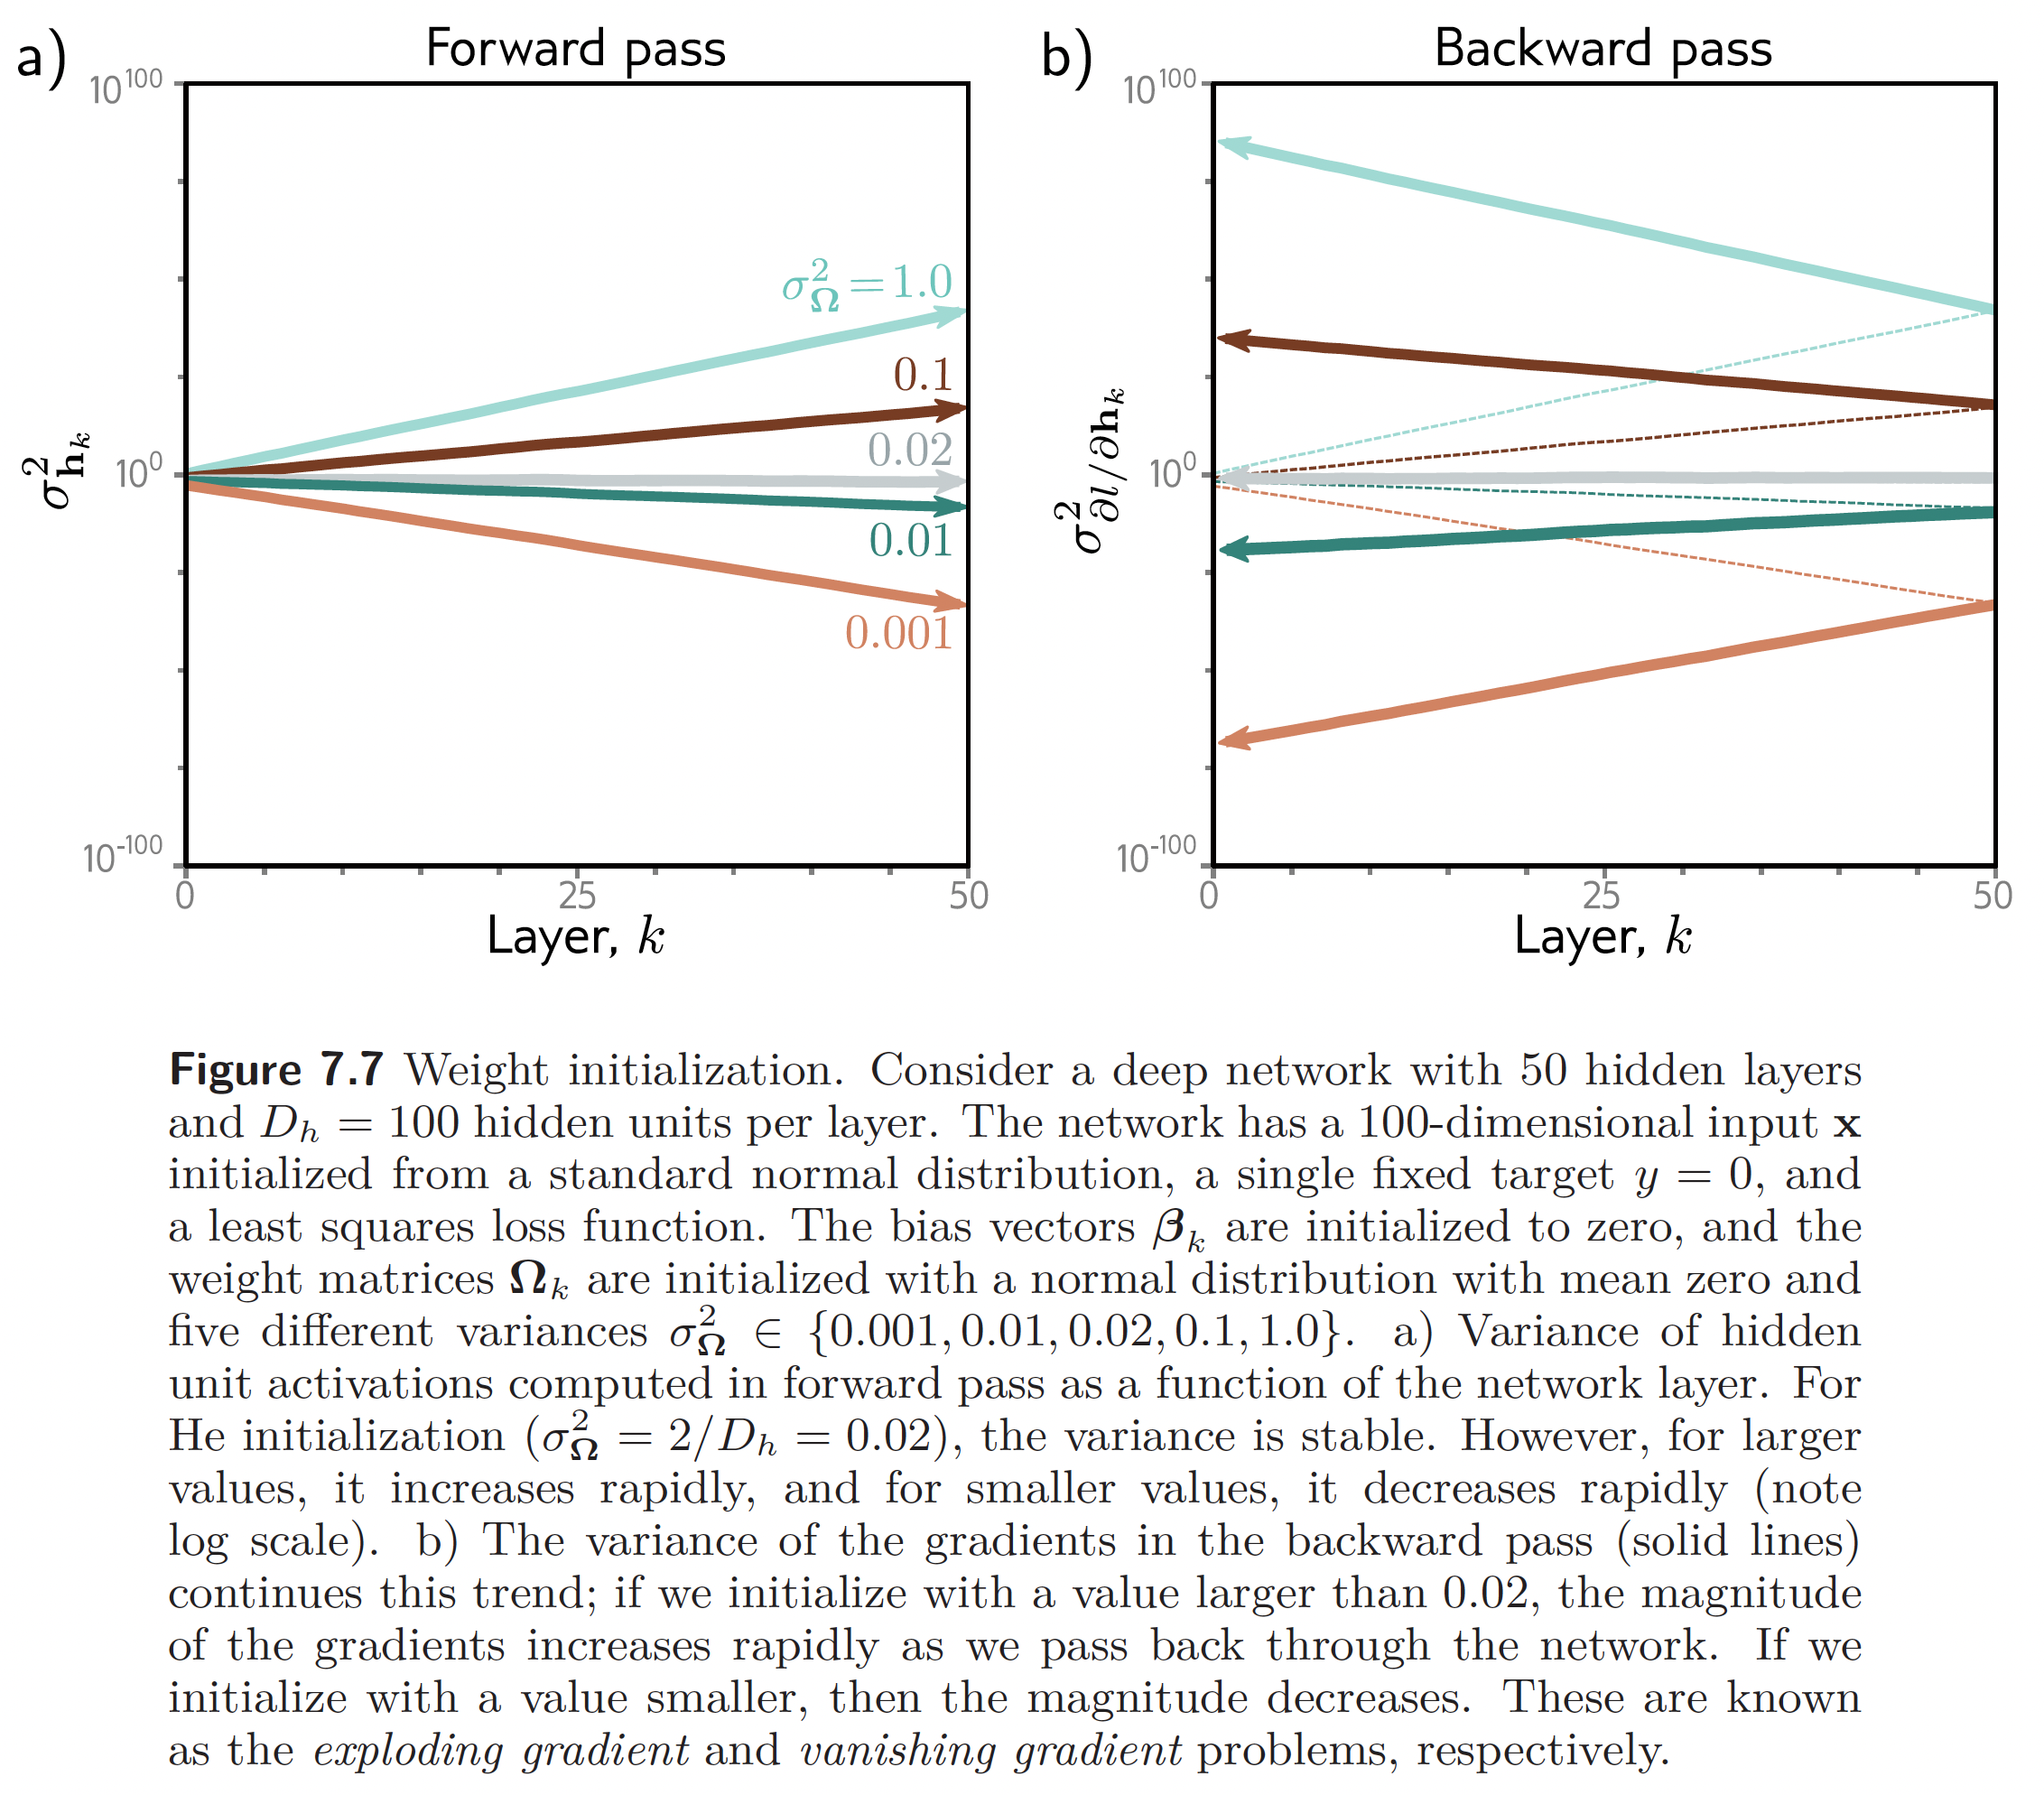 a)
Forward pass
10^100
10^0
10^-100
σ²_h_k
σ²_Ω = 1.0
0.1
0.02
0.01
0.001
0
25
50
Layer, k
b)
Backward pass
10^100
10^0
10^-100
σ²_∂l/∂h_k
0
25
50
Layer, k
Figure 7.7 Weight initialization. Consider a deep network with 50 hidden layers
and D_h = 100 hidden units per layer. The network has a 100-dimensional input x
initialized from a standard normal distribution, a single fixed target y = 0, and
a least squares loss function. The bias vectors β_k are initialized to zero, and the
weight matrices Ω_k are initialized with a normal distribution with mean zero and
five different variances σ²_Ω ∈ {0.001, 0.01, 0.02, 0.1, 1.0}. a) Variance of hidden
unit activations computed in forward pass as a function of the network layer. For
He initialization (σ²_Ω = 2/D_h = 0.02), the variance is stable. However, for larger
values, it increases rapidly, and for smaller values, it decreases rapidly (note
log scale). b) The variance of the gradients in the backward pass (solid lines)
continues this trend; if we initialize with a value larger than 0.02, the magnitude
of the gradients increases rapidly as we pass back through the network. If we
initialize with a value smaller, then the magnitude decreases. These are known
as the exploding gradient and vanishing gradient problems, respectively.